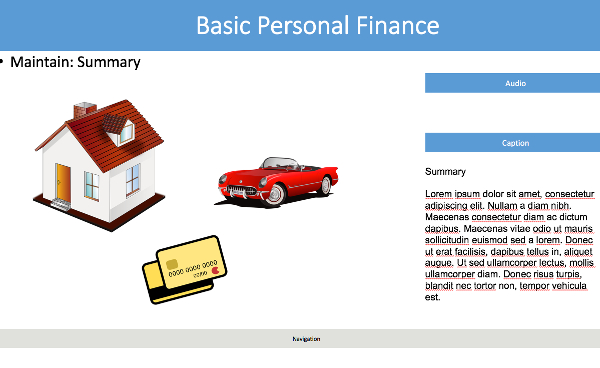 Basic Personal Finance
• Maintain: Summary
Audio
Caption
Summary
Lorem ipsum dolor sit amet, consectetur
adipiscing elit. Nullam a diam nibh.
Maecenas consectetur diam ac dictum
dapibus. Maecenas vitae odio ut mauris
sollicitudin euismod sed a lorem. Donec
ut erat facilisis, dapibus tellus in, aliquet
augue. Ut sed ullamcorper lectus, mollis
ullamcorper diam. Donec risus turpis,
blandit nec tortor non, tempor vehicula
est.
0000 000 0000
Navigation